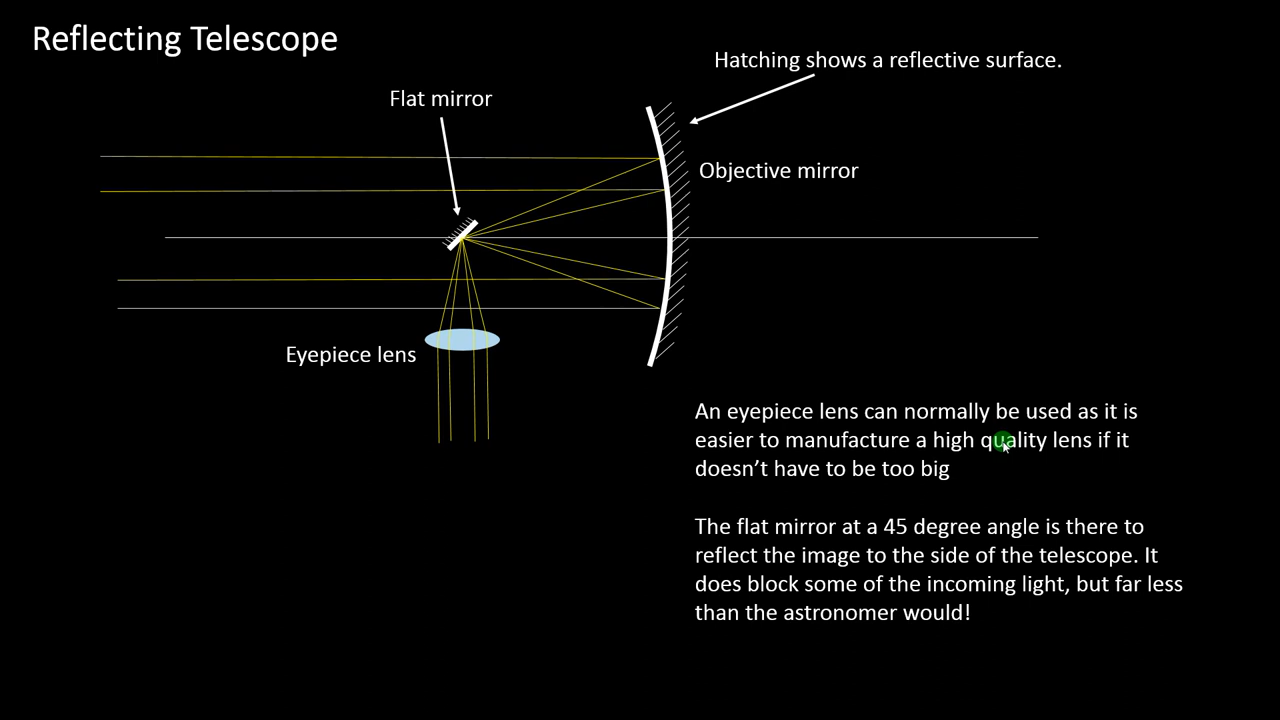 Reflecting Telescope
Hatching shows a reflective surface.
Flat mirror
Objective mirror
Eyepiece lens
An eyepiece lens can normally be used as it is
easier to manufacture a high quality lens if it
doesn’t have to be too big
The flat mirror at a 45 degree angle is there to
reflect the image to the side of the telescope. It
does block some of the incoming light, but far less
than the astronomer would!